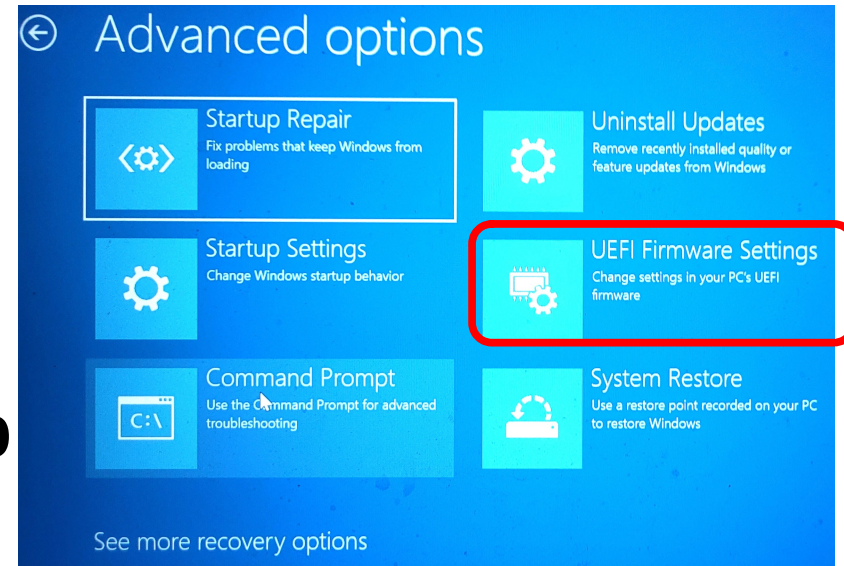 Advanced options
Startup Repair
Fix problems that keep Windows from
loading
Uninstall Updates
Remove recently installed quality or
feature updates from Windows
Startup Settings
Change Windows startup behavior
UEFI Firmware Settings
Change settings in your PC's UEFI
firmware
Command Prompt
Use the Command Prompt for advanced
troubleshooting
C:\
System Restore
Use a restore point recorded on your PC
to restore Windows
See more recovery options